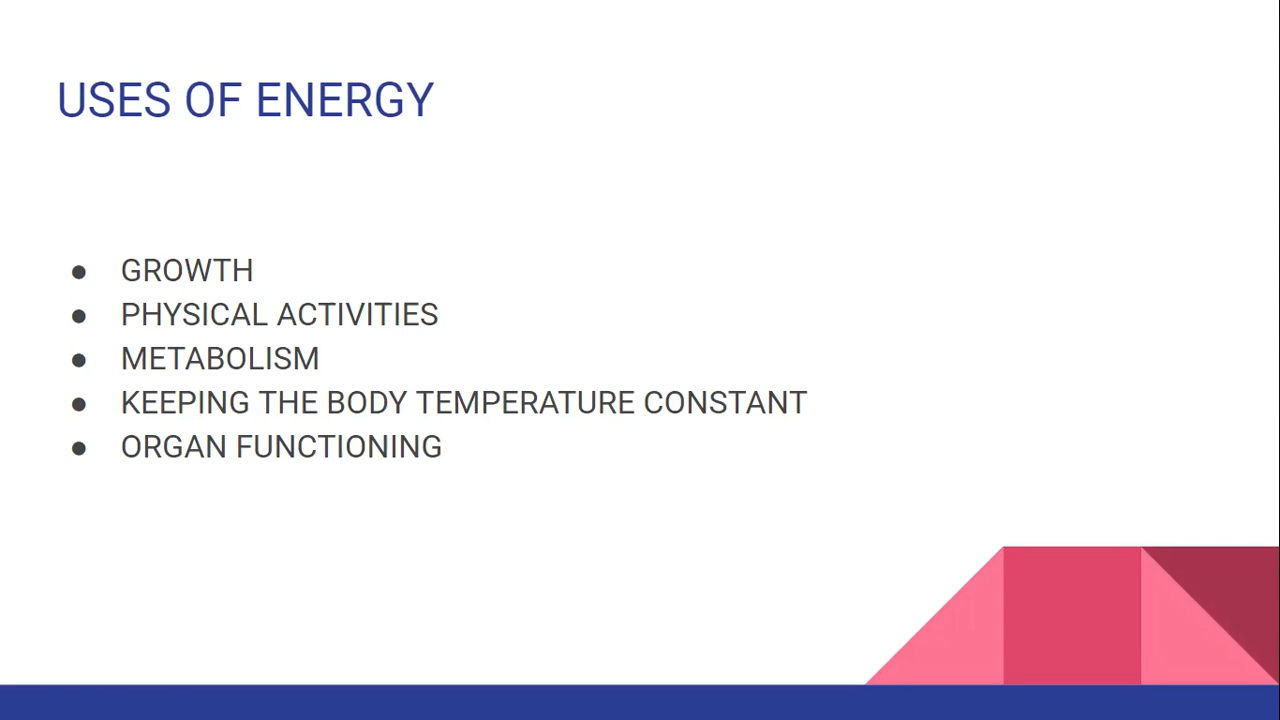 USES OF ENERGY
● GROWTH
● PHYSICAL ACTIVITIES
● METABOLISM
● KEEPING THE BODY TEMPERATURE CONSTANT
● ORGAN FUNCTIONING